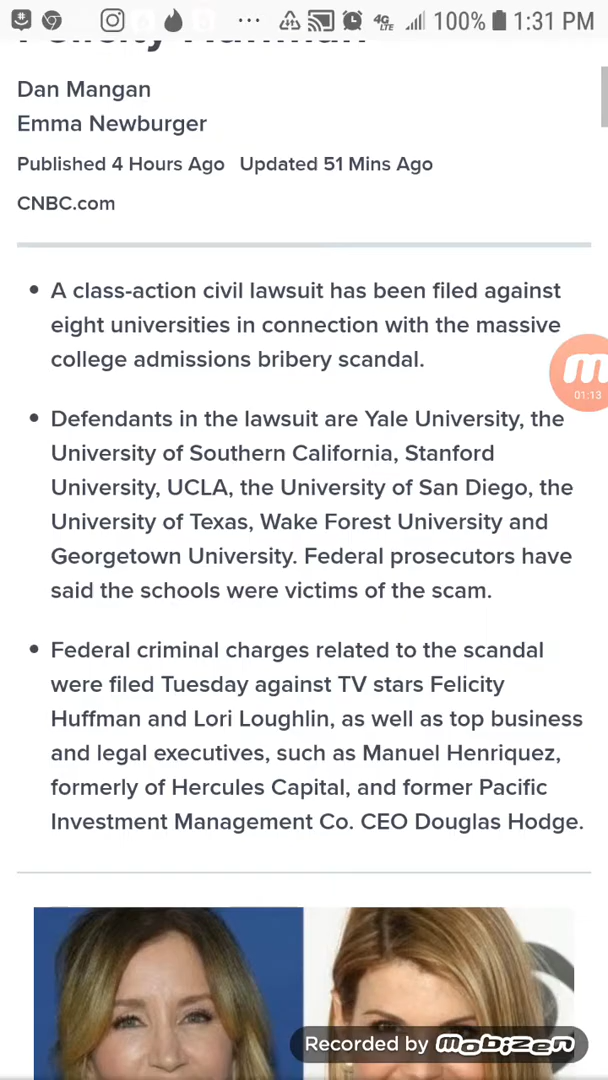 4G
LTE
100% 1:31 PM
Felicity Huffman
Dan Mangan
Emma Newburger
Published 4 Hours Ago Updated 51 Mins Ago
CNBC.com
• A class-action civil lawsuit has been filed against
eight universities in connection with the massive
college admissions bribery scandal.
01:13
• Defendants in the lawsuit are Yale University, the
University of Southern California, Stanford
University, UCLA, the University of San Diego, the
University of Texas, Wake Forest University and
Georgetown University. Federal prosecutors have
said the schools were victims of the scam.
• Federal criminal charges related to the scandal
were filed Tuesday against TV stars Felicity
Huffman and Lori Loughlin, as well as top business
and legal executives, such as Manuel Henriquez,
formerly of Hercules Capital, and former Pacific
Investment Management Co. CEO Douglas Hodge.
Recorded by mobizen